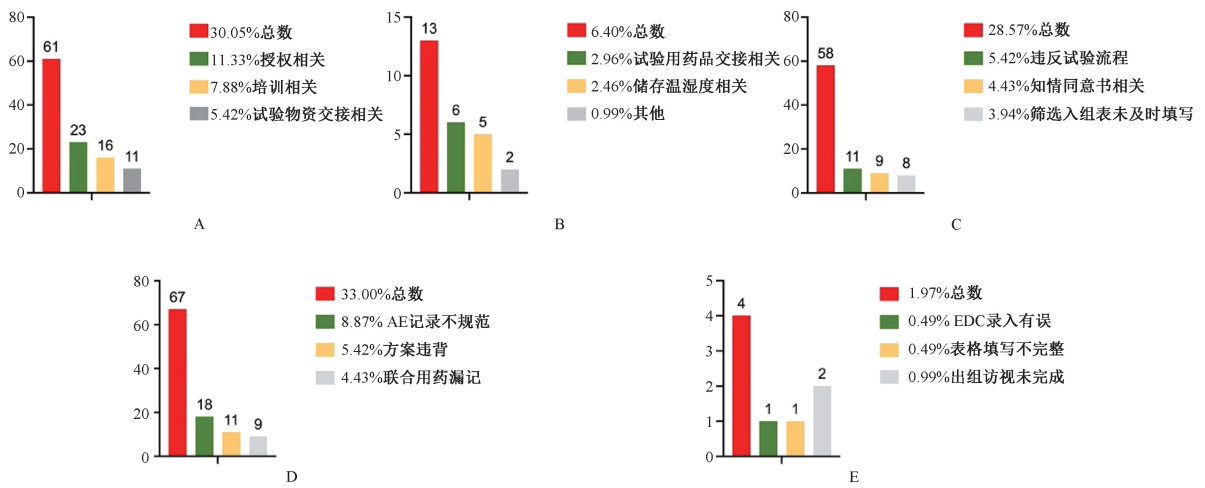 80
60
40
20
0
61
23
16
11
30.05%总数
11.33%授权相关
7.88%培训相关
5.42%试验物资交接相关
A
15
10
5
0
13
6
5
2
6.40%总数
2.96%试验用药品交接相关
2.46%储存温湿度相关
0.99%其他
B
80
60
40
20
0
58
11
9
8
28.57%总数
5.42%违反试验流程
4.43%知情同意书相关
3.94%筛选入组表未及时填写
C
80
60
40
20
0
67
18
11
9
33.00%总数
8.87% AE记录不规范
5.42%方案违背
4.43%联合用药漏记
D
5
4
3
2
1
0
4
1
1
2
1.97%总数
0.49% EDC录入有误
0.49%表格填写不完整
0.99%出组访视未完成
E